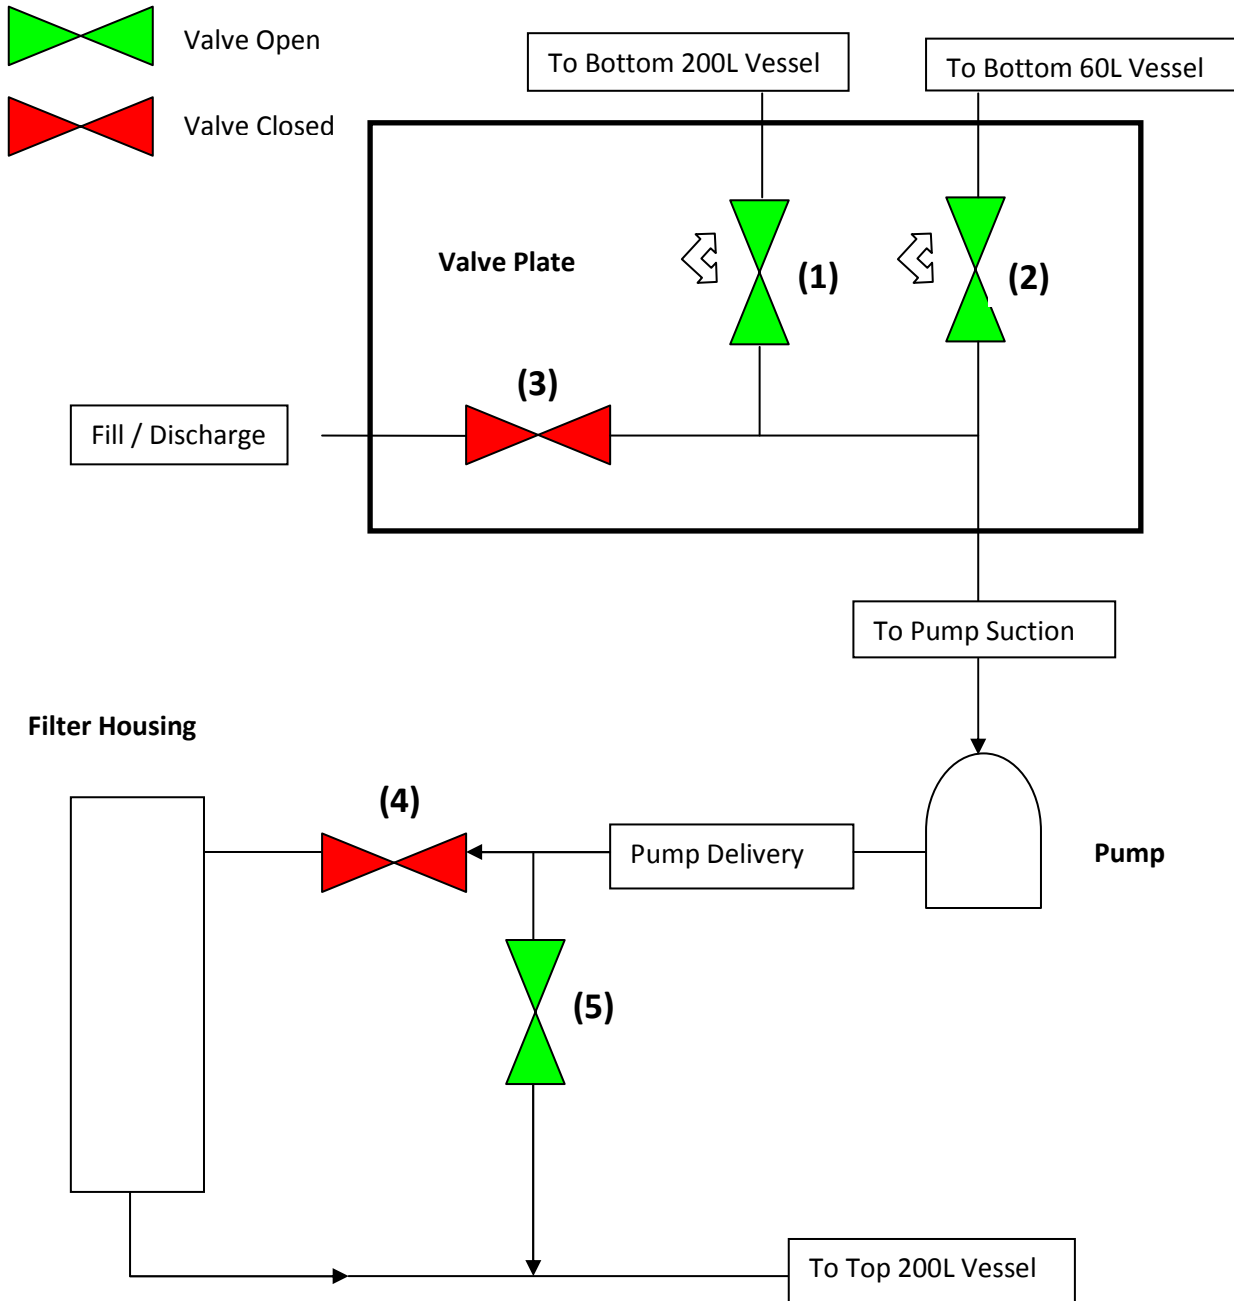 Valve Open
Valve Closed
To Bottom 200L Vessel
To Bottom 60L Vessel
Valve Plate
(1)
(2)
(3)
Fill / Discharge
To Pump Suction
Filter Housing
(4)
Pump Delivery
Pump
(5)
To Top 200L Vessel